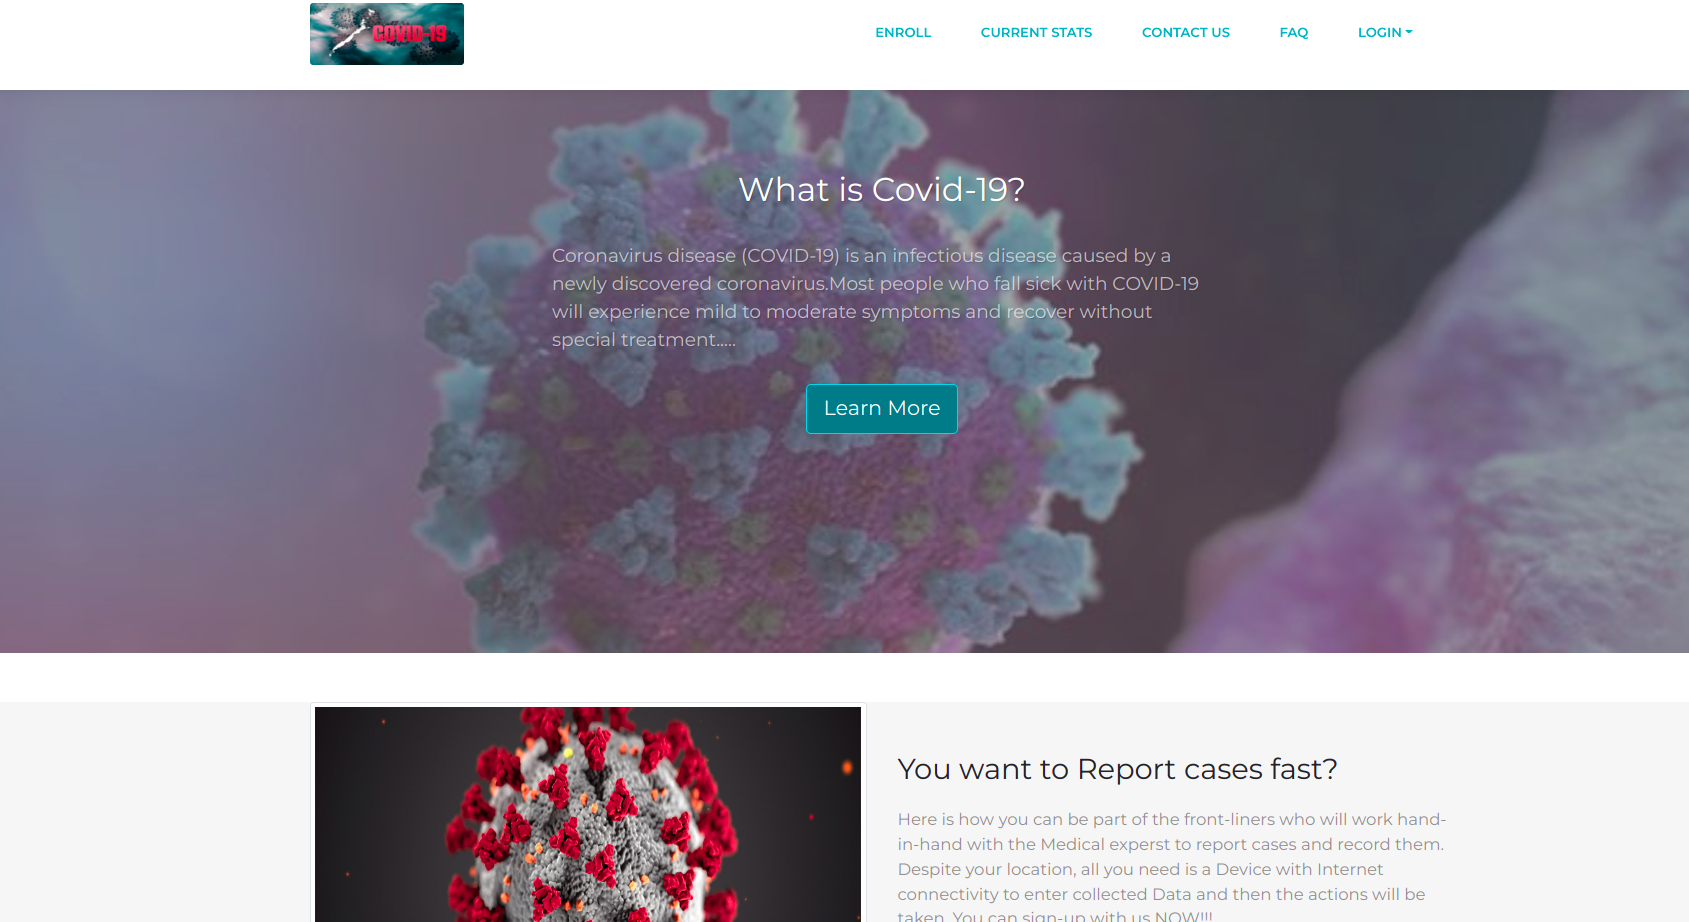 COVID-19
ENROLL
CURRENT STATS
CONTACT US
FAQ
LOGIN
What is Covid-19?
Coronavirus disease (COVID-19) is an infectious disease caused by a
newly discovered coronavirus.Most people who fall sick with COVID-19
will experience mild to moderate symptoms and recover without
special treatment.....
Learn More
You want to Report cases fast?
Here is how you can be part of the front-liners who will work hand-
in-hand with the Medical experst to report cases and record them.
Despite your location, all you need is a Device with Internet
connectivity to enter collected Data and then the actions will be
taken. You can sign-up with us NOW!!!